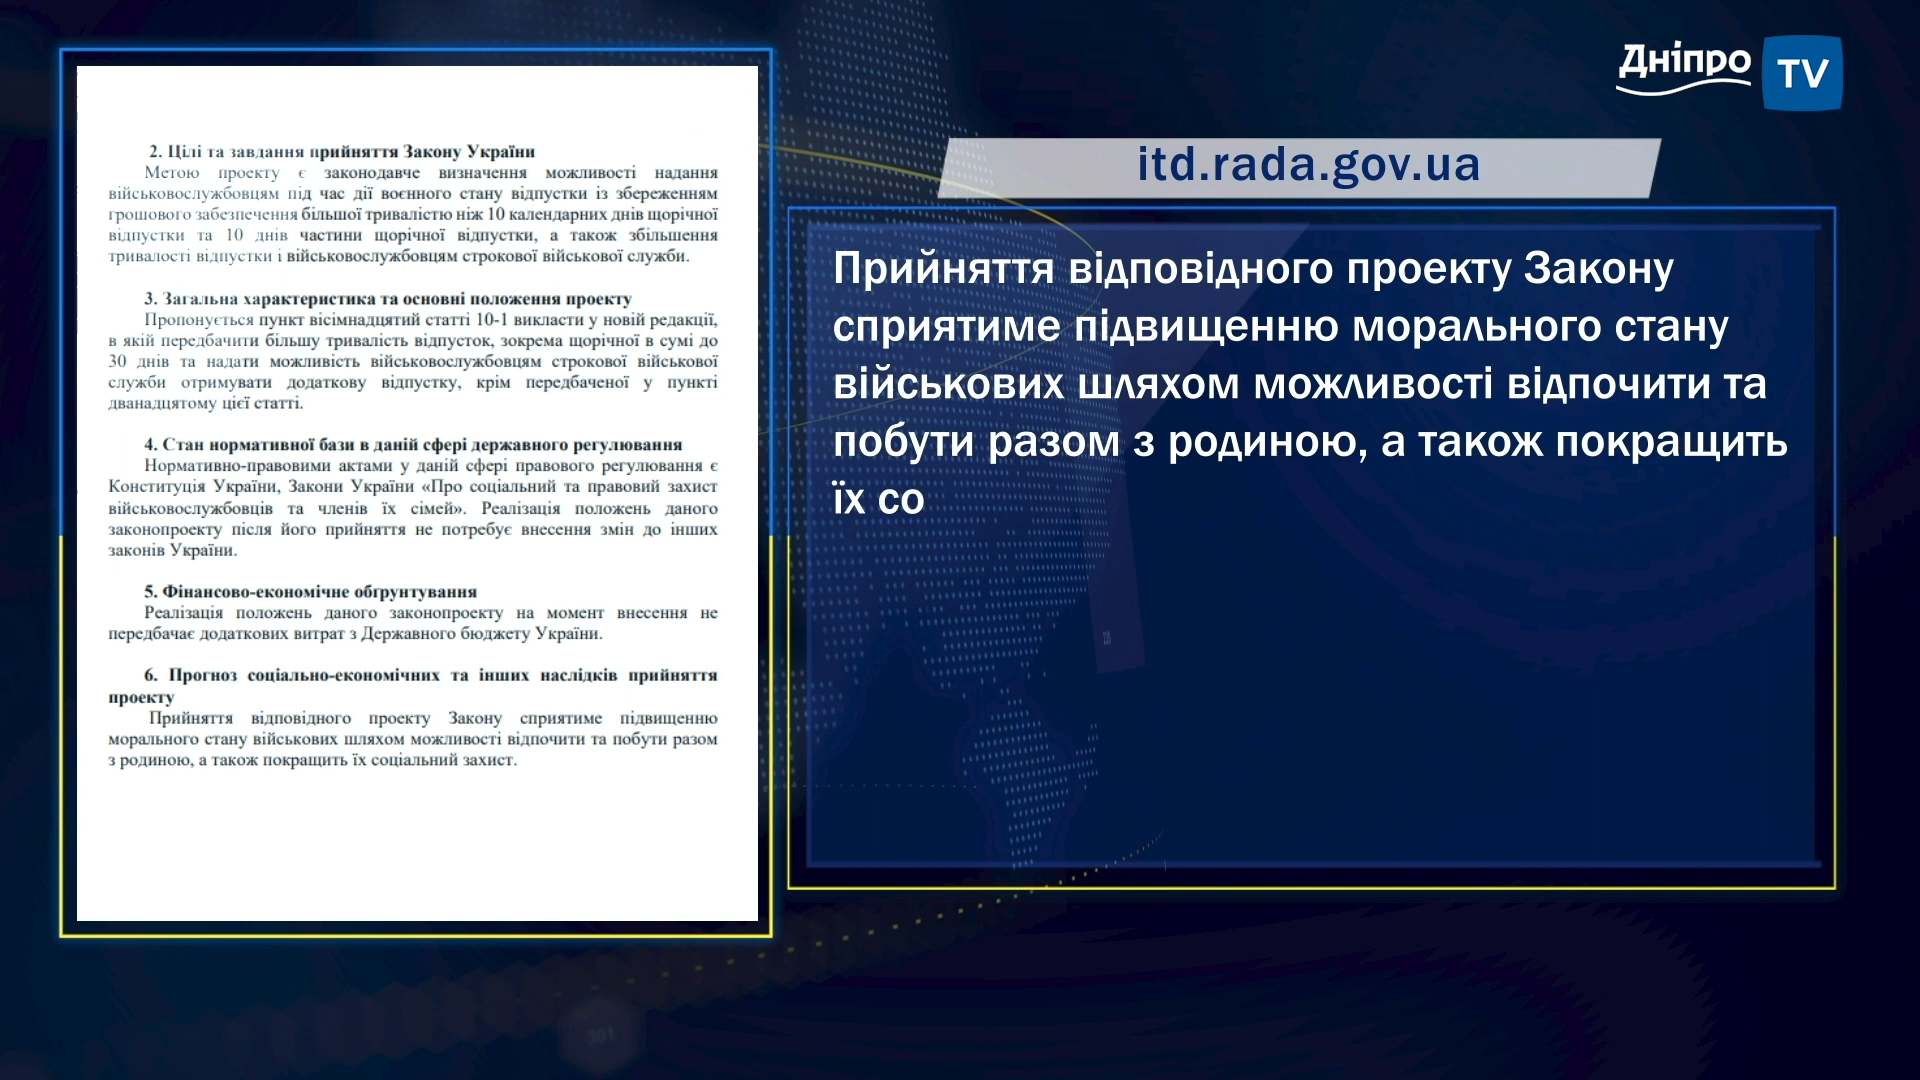 2. Цілі та завдання прийняття Закону України
Метою проекту є законодавче визначення можливості надання
військовослужбовцям під час дії воєнного стану відпустки із збереженням
грошового забезпечення більшої тривалістю ніж 10 календарних днів щорічної
відпустки та 10 днів частини щорічної відпустки, а також збільшення
тривалості відпустки і військовослужбовцям строкової військової служби.
3. Загальна характеристика та основні положення проекту
Пропонується пункт вісімнадцятий статті 10-1 викласти у новій редакції,
в якій передбачити більшу тривалість відпусток, зокрема щорічної в сумі до
30 днів та надати можливість військовослужбовцям строкової військової
служби отримувати додаткову відпустку, крім передбаченої у пункті
дванадцятому цієї статті.
4. Стан нормативної бази в даній сфері державного регулювання
Нормативно-правовими актами у даній сфері правового регулювання є
Конституція України, Закони України «Про соціальний та правовий захист
військовослужбовців та членів їх сімей». Реалізація положень даного
законопроекту після його прийняття не потребує внесення змін до інших
законів України.
5. Фінансово-економічне обґрунтування
Реалізація положень даного законопроекту на момент внесення не
передбачає додаткових витрат з Державного бюджету України.
6. Прогноз соціально-економічних та інших наслідків прийняття
проекту
Прийняття відповідного проекту Закону сприятиме підвищенню
морального стану військових шляхом можливості відпочити та побути разом
з родиною, а також покращить їх соціальний захист.
Дніпро TV
itd.rada.gov.ua
Прийняття відповідного проекту Закону
сприятиме підвищенню морального стану
військових шляхом можливості відпочити та
побути разом з родиною, а також покращить
їх со